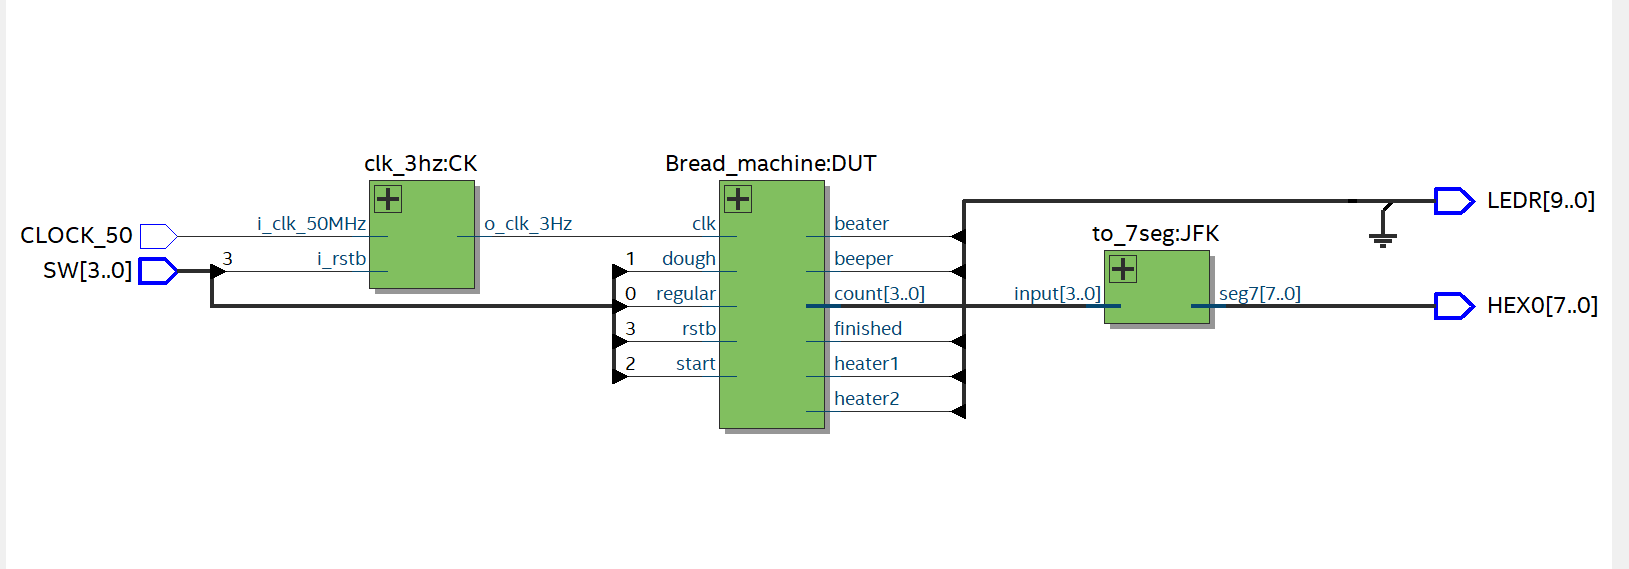 clk_3hz:CK
Bread_machine:DUT
LEDR[9..0]
i_clk_50MHz
o_clk_3Hz
clk
beater
to_7seg:JFK
CLOCK_50
SW[3..0]
3
i_rstb
1
dough
beeper
0
regular
count[3..0]
input[3..0]
seg7[7..0]
HEX0[7..0]
3
rstb
finished
2
start
heater1
heater2